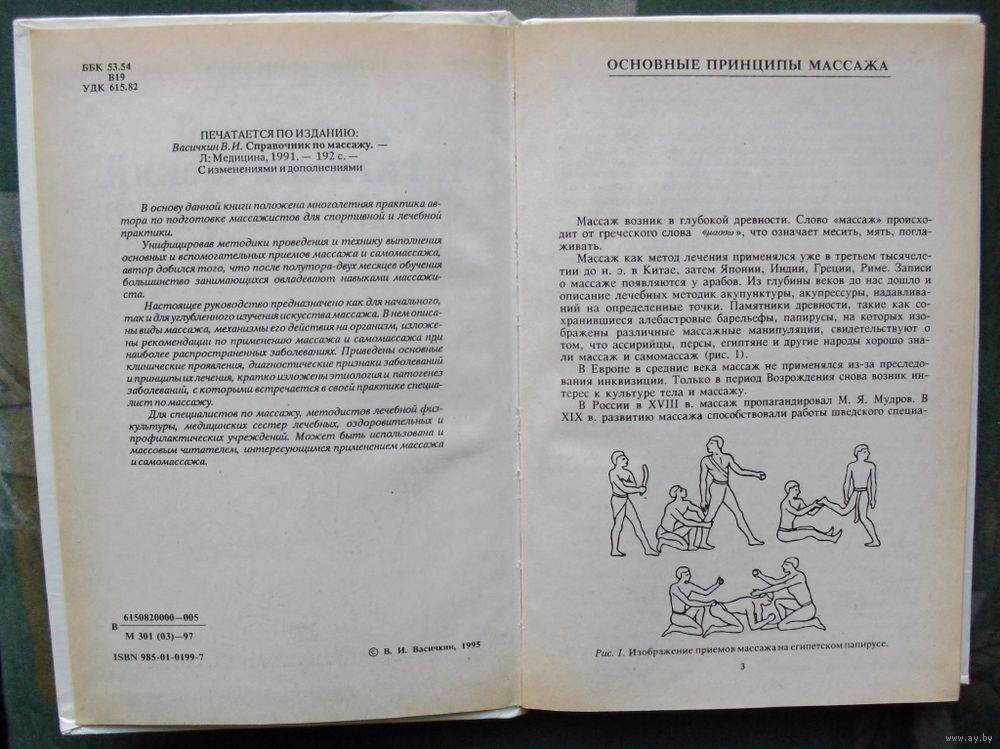 ББК 53.54
В19
УДК 615.82
ПЕЧАТАЕТСЯ ПО ИЗДАНИЮ:
Васичкин В.И. Справочник по массажу. —
Л: Медицина, 1991. — 192 с. —
С изменениями и дополнениями
В основу данной книги положена многолетняя практика ав-
тора по подготовке массажистов для спортивной и лечебной
практики.
Унифицировав методики проведения и технику выполнения
основных и вспомогательных приемов массажа и самомассажа,
автор добился того, что после полутора-двух месяцев обучения
большинство занимающихся овладевают навыками массажи-
ста.
Настоящее руководство предназначено как для начального,
так и для углубленного изучения искусства массажа. В нем описа-
ны виды массажа, механизмы его действия на организм, изложе-
ны рекомендации по применению массажа и самомассажа при
наиболее распространенных заболеваниях. Приведены основные
клинические проявления, диагностические признаки заболеваний
и принципы их лечения, кратко изложены этиология и патогенез
заболеваний, с которыми встречается в своей практике специа-
лист по массажу.
Для специалистов по массажу, методистов лечебной физ-
культуры, медицинских сестер лечебных, оздоровительных и
профилактических учреждений. Может быть использована и
массовым читателем, интересующимся применением массажа
и самомассажа.
В 6150820000—005
М 301 (03)—97
ISBN 985-01-0199-7
© В. И. Васичкин, 1995
ОСНОВНЫЕ ПРИНЦИПЫ МАССАЖА
Массаж возник в глубокой древности. Слово «массаж» происхо-
дит от греческого слова «μασσω», что означает месить, мять, погла-
живать.
Массаж как метод лечения применялся уже в третьем тысячеле-
тии до н. э. в Китае, затем Японии, Индии, Греции, Риме. Записи
о массаже появляются у арабов. Из глубины веков до нас дошло и
описание лечебных методик акупунктуры, акупрессуры, надавлива-
ний на определенные точки. Памятники древности, такие как со-
хранившиеся алебастровые барельефы, папирусы, на которых изо-
бражены различные массажные манипуляции, свидетельствуют о
том, что ассирийцы, персы, египтяне и другие народы хорошо зна-
ли массаж и самомассаж (рис. 1).
В Европе в средние века массаж не применялся из-за преследо-
вания инквизиции. Только в период Возрождения снова возник ин-
терес к культуре тела и массажу.
В России в XVIII в. массаж пропагандировал М. Я. Мудров. В
XIX в. развитию массажа способствовали работы шведского специа-
Рис. 1. Изображение приемов массажа на египетском папирусе.
3
www.ay.by